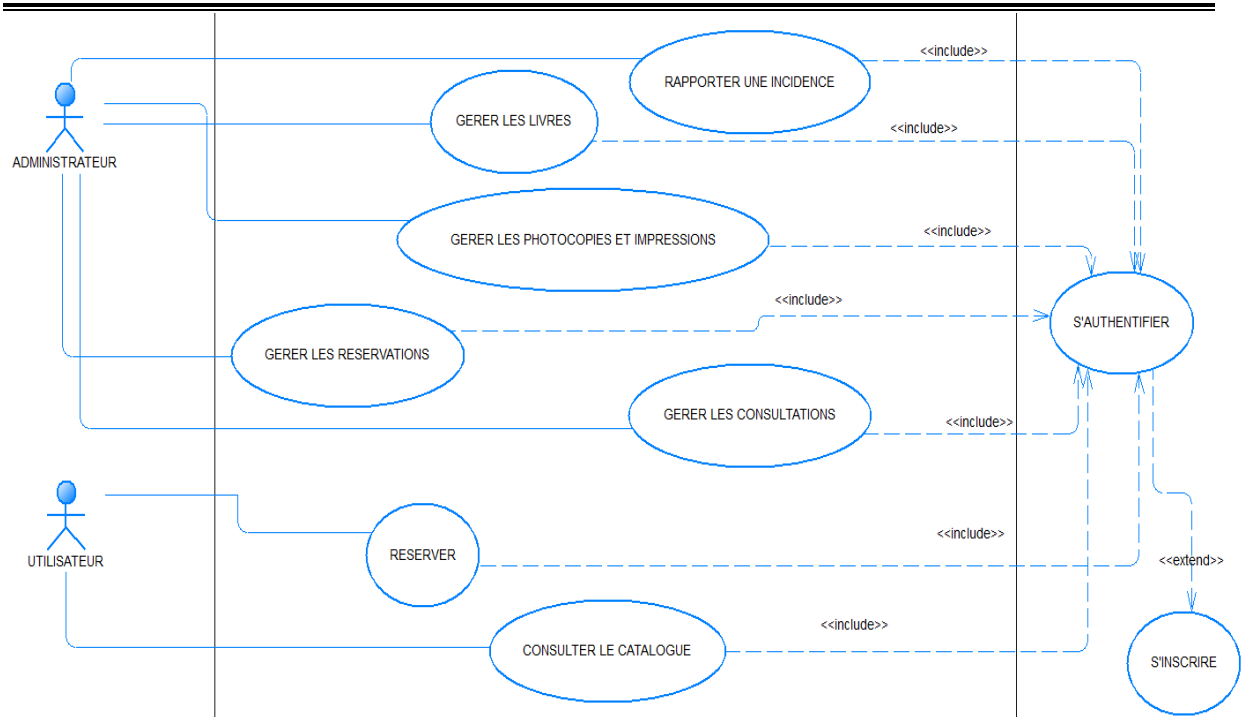 <<include>>
RAPPORTER UNE INCIDENCE
GERER LES LIVRES
<<include>>
ADMINISTRATEUR
GERER LES PHOTOCOPIES ET IMPRESSIONS
<<include>>
<<include>>
S'AUTHENTIFIER
GERER LES RESERVATIONS
GERER LES CONSULTATIONS
<<include>>
UTILISATEUR
RESERVER
<<include>>
<<extend>>
<<include>>
CONSULTER LE CATALOGUE
S'INSCRIRE